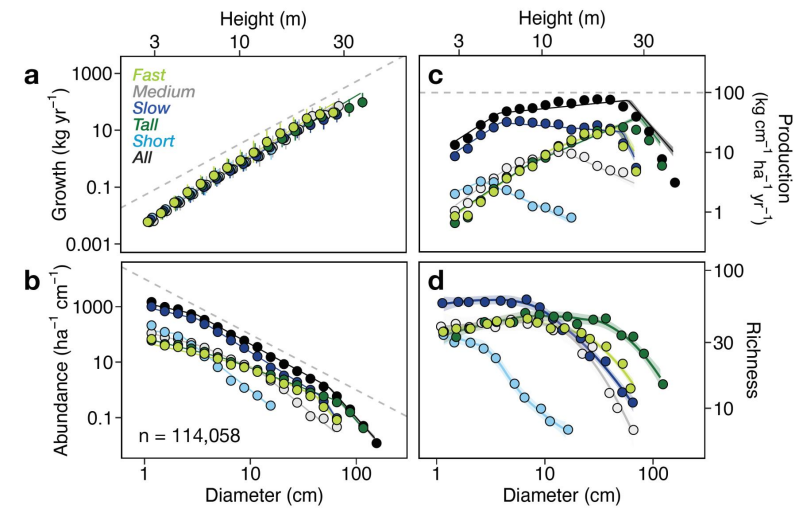 Height (m)
3 10 30
Height (m)
3 10 30
a
Fast
Medium
Slow
Tall
Short
All
Growth (kg yr⁻¹)
1000
10
0.1
0.001
c
100
10
1
Production
(kg cm⁻¹ ha⁻¹ yr⁻¹)
b
Abundance (ha⁻¹ cm⁻¹)
1000
10
0.1
n = 114,058
1 10 100
Diameter (cm)
d
100
30
10
Richness
1 10 100
Diameter (cm)